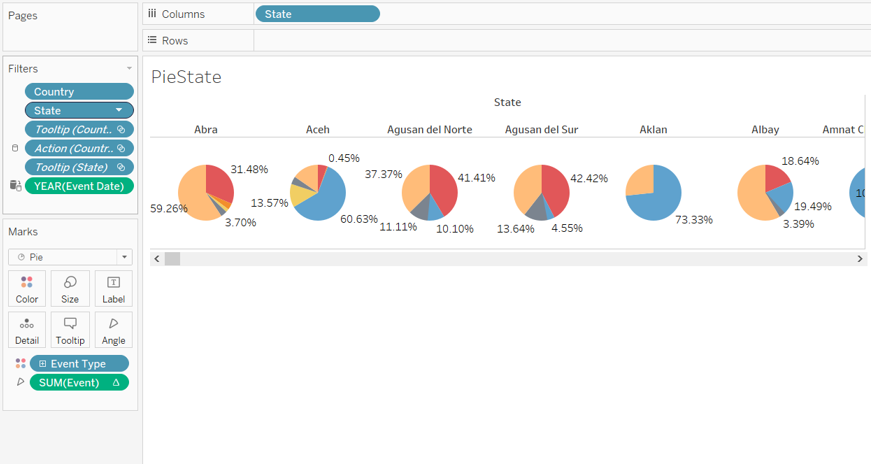 Pages
Columns
State
Rows
Filters
Country
State
Tooltip (Count..
Action (Countr..
Tooltip (State)
YEAR(Event Date)
Marks
Pie
Color
Size
Label
Detail
Tooltip
Angle
Event Type
SUM(Event)
PieState
State
Abra
Aceh
Agusan del Norte
Agusan del Sur
Aklan
Albay
Amnat C
31.48%
59.26%
3.70%
0.45%
13.57%
60.63%
37.37%
41.41%
11.11%
10.10%
42.42%
13.64%
4.55%
73.33%
18.64%
19.49%
3.39%
10